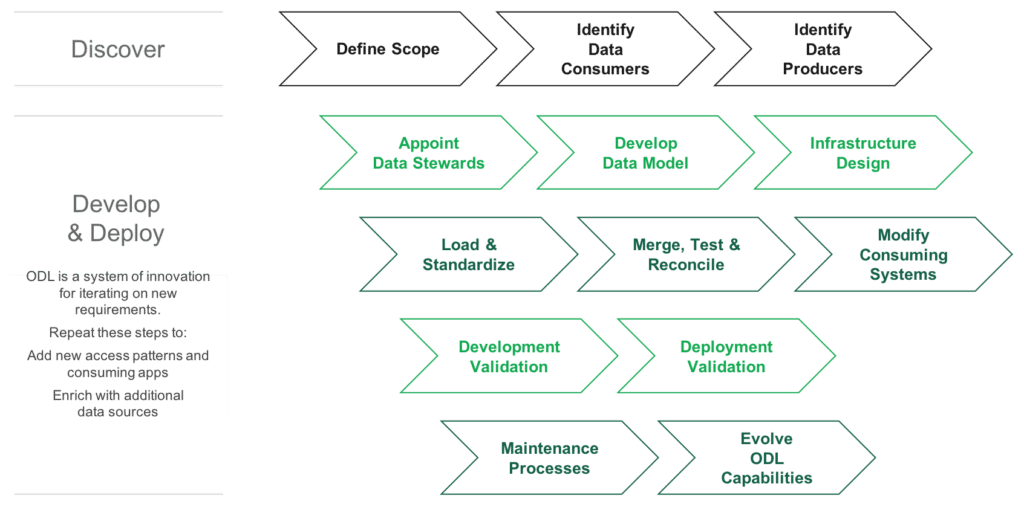 Discover
Define Scope
Identify
Data
Consumers
Identify
Data
Producers
Develop
& Deploy
ODL is a system of innovation
for iterating on new
requirements.
Repeat these steps to:
Add new access patterns and
consuming apps
Enrich with additional
data sources
Appoint
Data Stewards
Develop
Data Model
Infrastructure
Design
Load &
Standardize
Merge, Test &
Reconcile
Modify
Consuming
Systems
Development
Validation
Deployment
Validation
Maintenance
Processes
Evolve
ODL
Capabilities